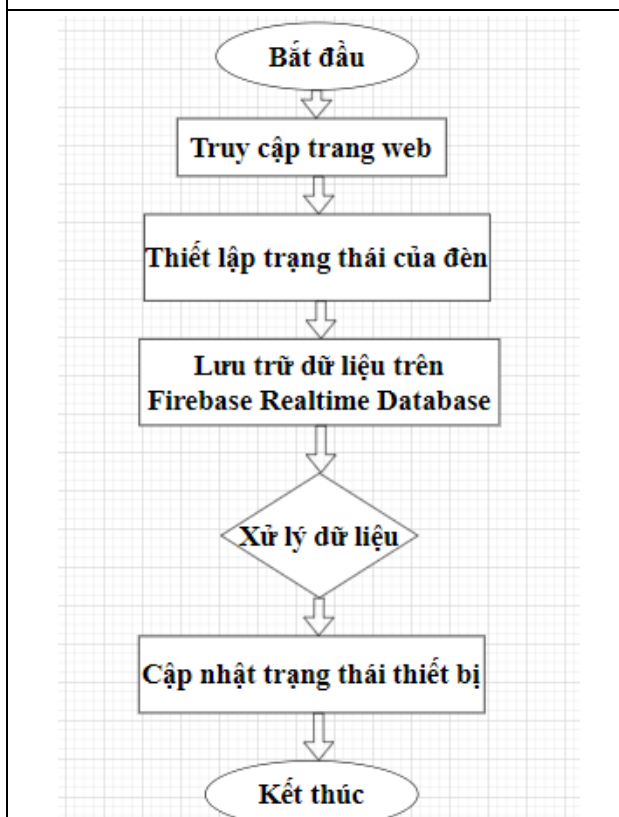 Bắt đầu
Truy cập trang web
Thiết lập trạng thái của đèn
Lưu trữ dữ liệu trên
Firebase Realtime Database
Xử lý dữ liệu
Cập nhật trạng thái thiết bị
Kết thúc